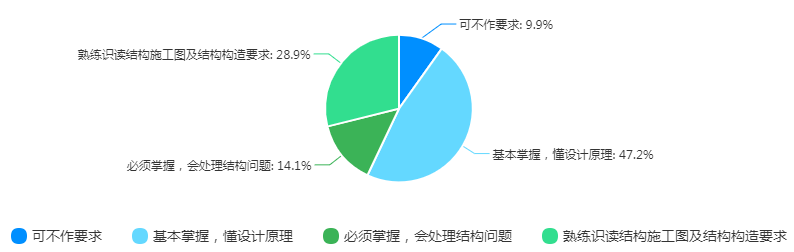 可不作要求: 9.9%
熟练识读结构施工图及结构构造要求: 28.9%
基本掌握，懂设计原理: 47.2%
必须掌握，会处理结构问题: 14.1%
可不作要求
基本掌握，懂设计原理
必须掌握，会处理结构问题
熟练识读结构施工图及结构构造要求